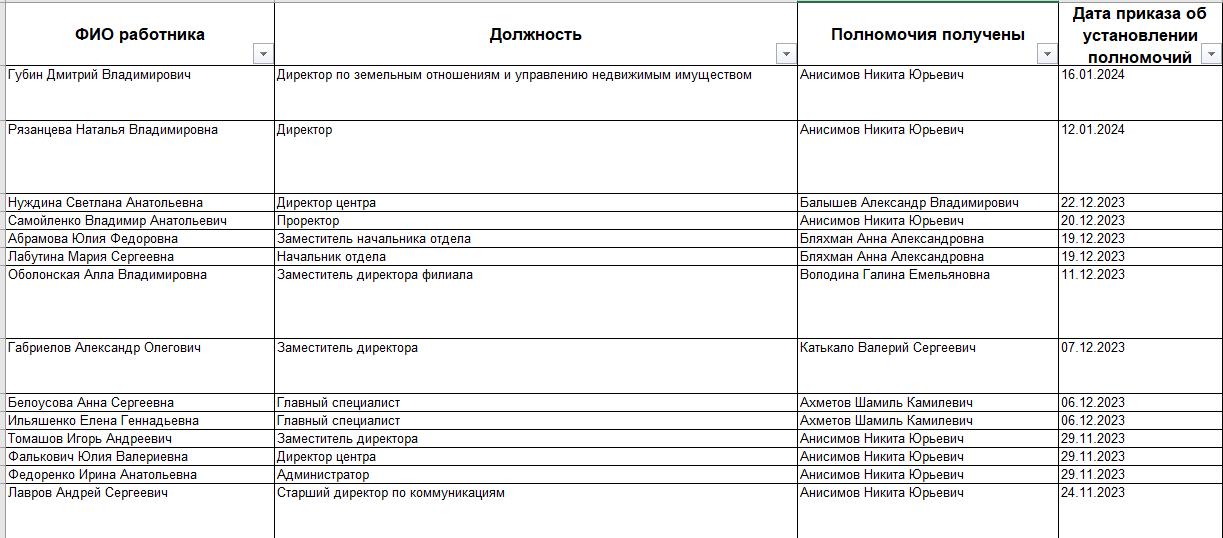 ФИО работника Должность Полномочия получены Дата приказа об установлении полномочий
Губин Дмитрий Владимирович Директор по земельным отношениям и управлению недвижимым имуществом Анисимов Никита Юрьевич 16.01.2024
Рязанцева Наталья Владимировна Директор Анисимов Никита Юрьевич 12.01.2024
Нуждина Светлана Анатольевна Директор центра Балышев Александр Владимирович 22.12.2023
Самойленко Владимир Анатольевич Проректор Анисимов Никита Юрьевич 20.12.2023
Абрамова Юлия Федоровна Заместитель начальника отдела Бляхман Анна Александровна 19.12.2023
Лабутина Мария Сергеевна Начальник отдела Бляхман Анна Александровна 19.12.2023
Оболонская Алла Владимировна Заместитель директора филиала Володина Галина Емельяновна 11.12.2023
Габриелов Александр Олегович Заместитель директора Катькало Валерий Сергеевич 07.12.2023
Белоусова Анна Сергеевна Главный специалист Ахметов Шамиль Камилевич 06.12.2023
Ильяшенко Елена Геннадьевна Главный специалист Ахметов Шамиль Камилевич 06.12.2023
Томашов Игорь Андреевич Заместитель директора Анисимов Никита Юрьевич 29.11.2023
Фалькович Юлия Валериевна Директор центра Анисимов Никита Юрьевич 29.11.2023
Федоренко Ирина Анатольевна Администратор Анисимов Никита Юрьевич 29.11.2023
Лавров Андрей Сергеевич Старший директор по коммуникациям Анисимов Никита Юрьевич 24.11.2023